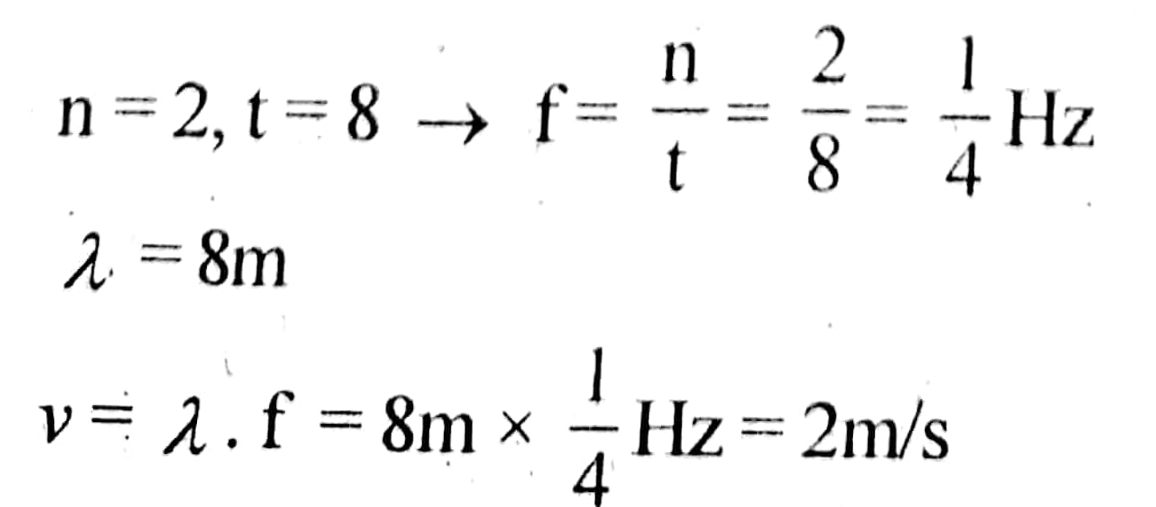 n = 2, t = 8 → f = n/t = 2/8 = 1/4 Hz
λ = 8m
v = λ . f = 8m × 1/4 Hz = 2m/s